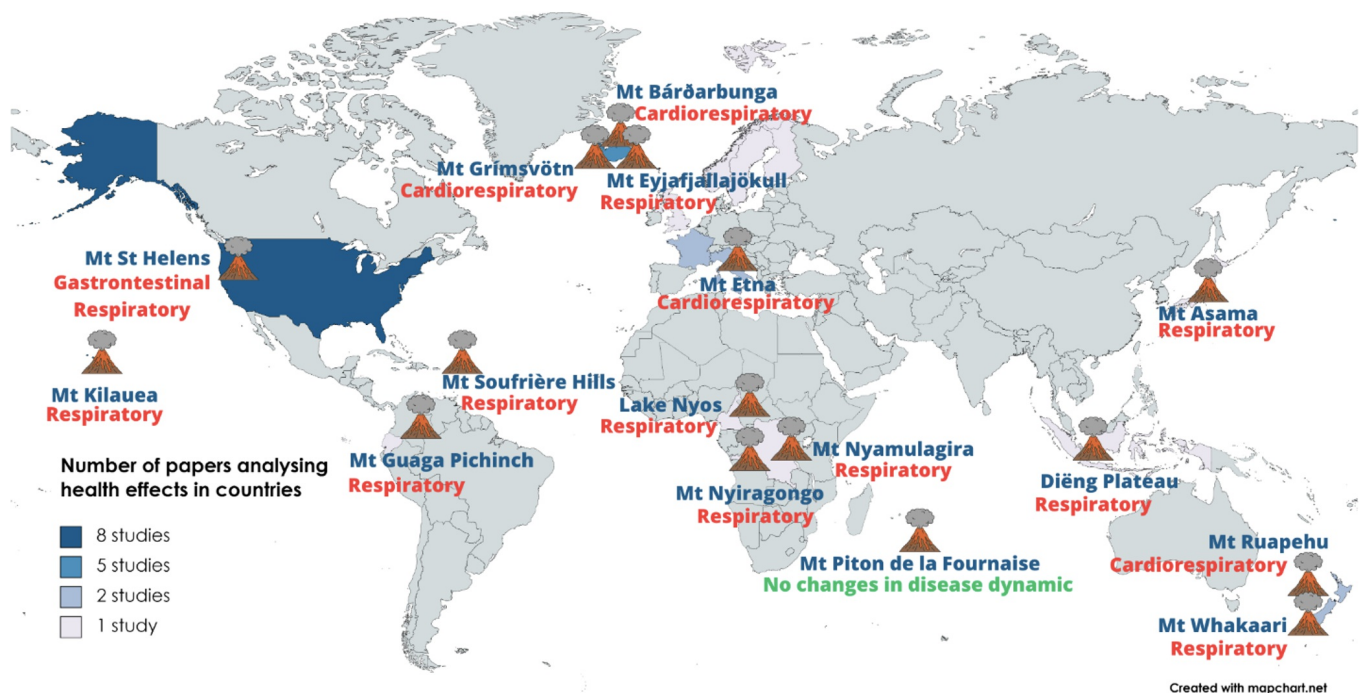 Mt Bárðarbunga
Cardiorespiratory
Mt Grímsvötn
Cardiorespiratory
Mt Eyjafjallajökull
Respiratory
Mt St Helens
Gastrontestinal
Respiratory
Mt Etna
Cardiorespiratory
Mt Asama
Respiratory
Mt Kilauea
Respiratory
Mt Soufrière Hills
Respiratory
Lake Nyos
Respiratory
Mt Guaga Pichinch
Respiratory
Mt Nyamulagira
Respiratory
Mt Nyiragongo
Respiratory
Diëng Plateau
Respiratory
Mt Piton de la Fournaise
No changes in disease dynamic
Mt Ruapehu
Cardiorespiratory
Mt Whakaari
Respiratory
Number of papers analysing
health effects in countries
8 studies
5 studies
2 studies
1 study
Created with mapchart.net